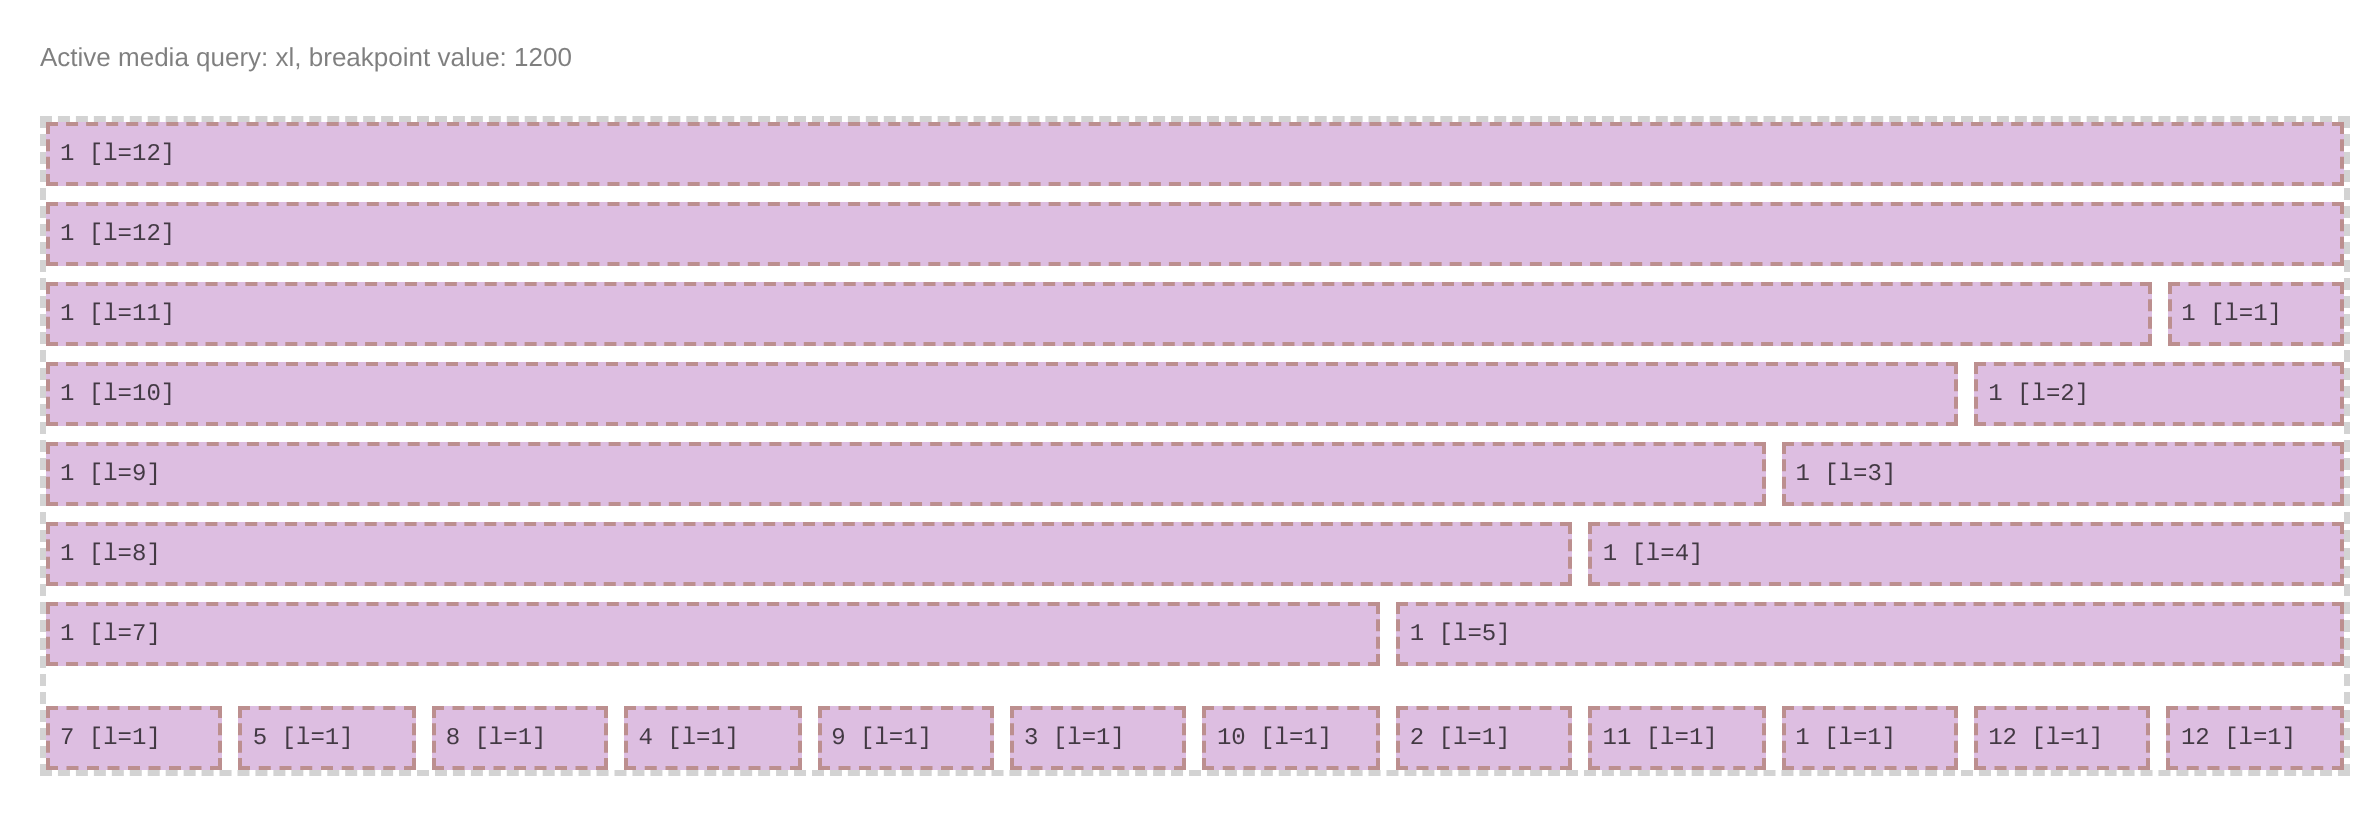 Active media query: xl, breakpoint value: 1200
1 [l=12]
1 [l=12]
1 [l=11] 1 [l=1]
1 [l=10] 1 [l=2]
1 [l=9] 1 [l=3]
1 [l=8] 1 [l=4]
1 [l=7] 1 [l=5]
7 [l=1] 5 [l=1] 8 [l=1] 4 [l=1] 9 [l=1] 3 [l=1] 10 [l=1] 2 [l=1] 11 [l=1] 1 [l=1] 12 [l=1] 12 [l=1]